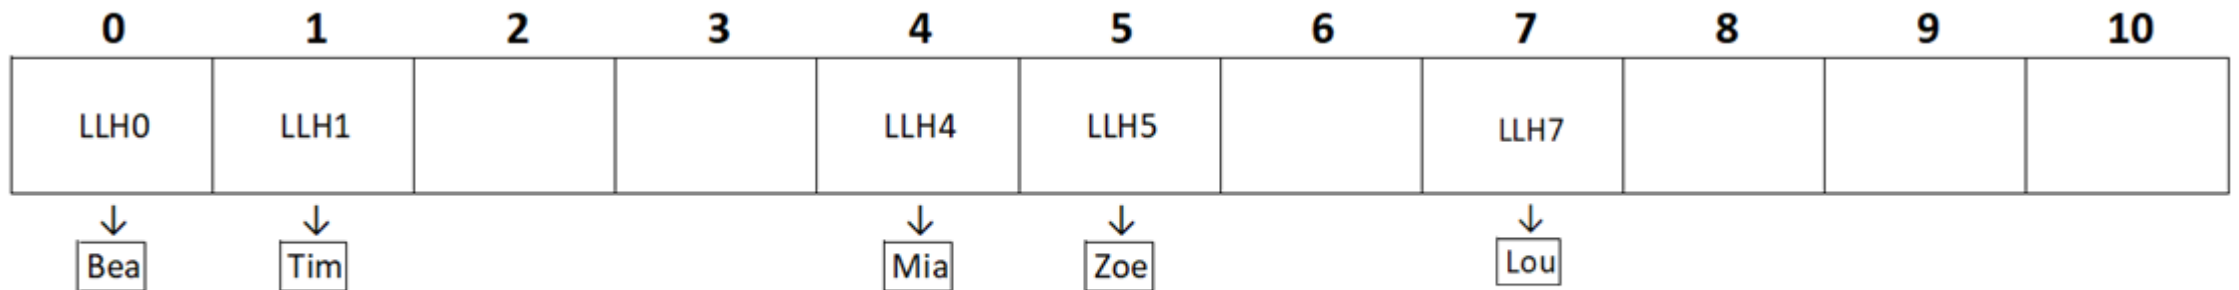 0 1 2 3 4 5 6 7 8 9 10
LLH0 LLH1 LLH4 LLH5 LLH7
Bea Tim Mia Zoe Lou